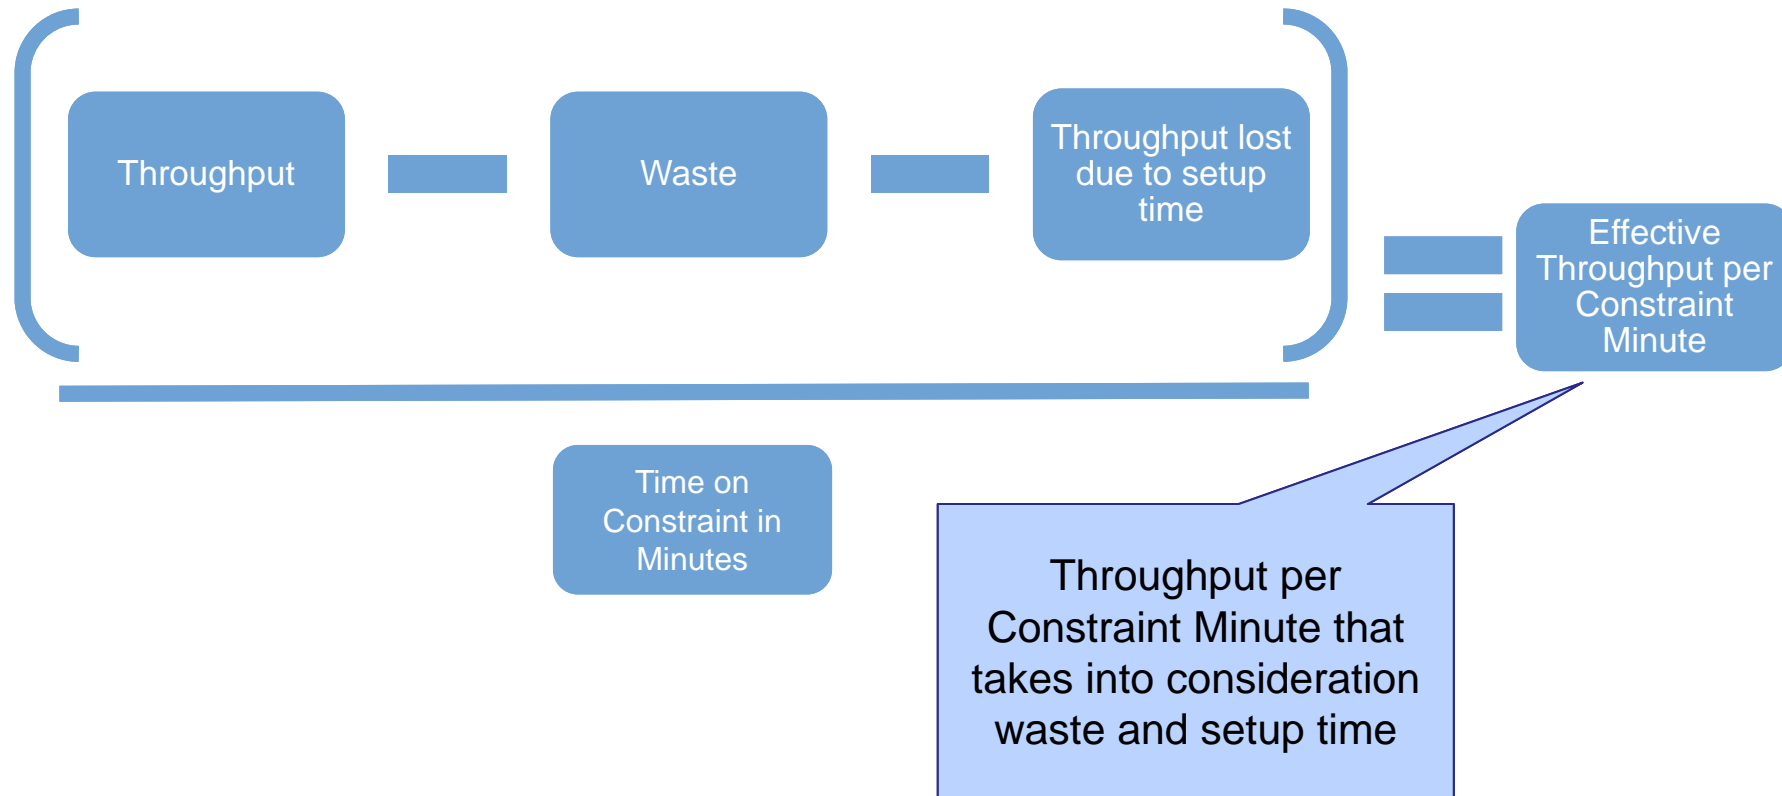 Throughput
Waste
Throughput lost
due to setup
time
Effective
Throughput per
Constraint
Minute
Time on
Constraint in
Minutes
Throughput per
Constraint Minute that
takes into consideration
waste and setup time